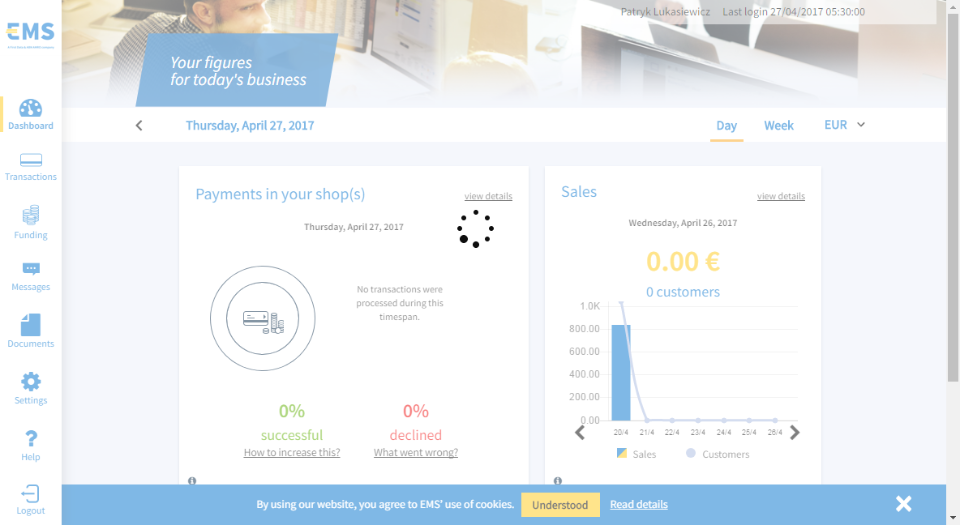 Patryk Lukasiewicz Last login 27/04/2017 05:30:00
EMS
Your figures
for today's business
Dashboard
Transactions
Funding
Messages
Documents
Settings
Help
Logout
Thursday, April 27, 2017
Day Week EUR
Payments in your shop(s)
view details
Thursday, April 27, 2017
No transactions were
processed during this
timespan.
0%
successful
How to increase this?
0%
declined
What went wrong?
Sales
view details
Wednesday, April 26, 2017
0.00 €
0 customers
1.0K
800.00
600.00
400.00
200.00
0.00
20/4 21/4 22/4 23/4 24/4 25/4 26/4
Sales Customers
By using our website, you agree to EMS' use of cookies. Understood Read details